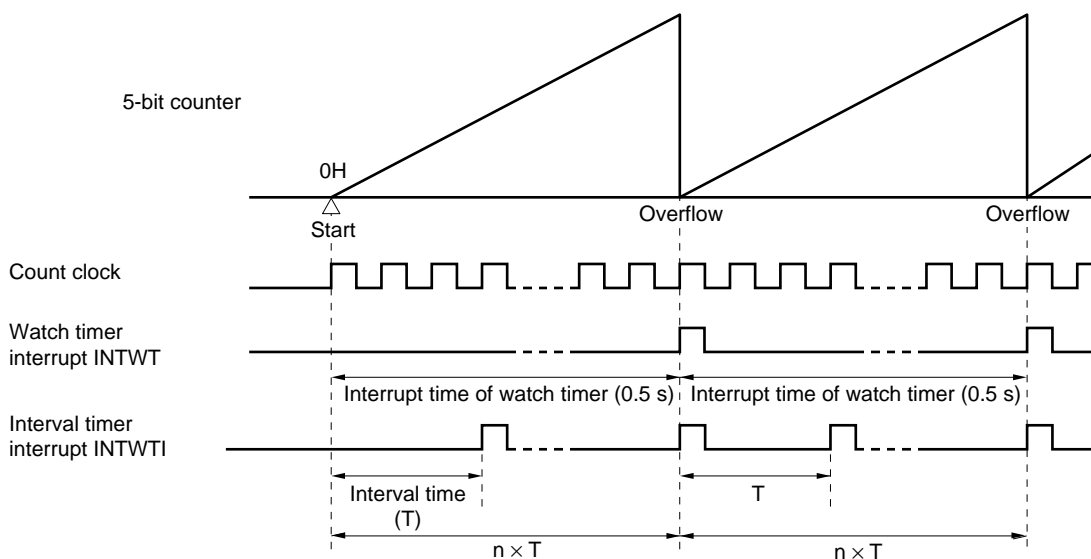 5-bit counter
0H
Start
Overflow
Overflow
Count clock
Watch timer
interrupt INTWT
Interrupt time of watch timer (0.5 s)
Interrupt time of watch timer (0.5 s)
Interval timer
interrupt INTWTI
Interval time
(T)
T
n × T
n × T